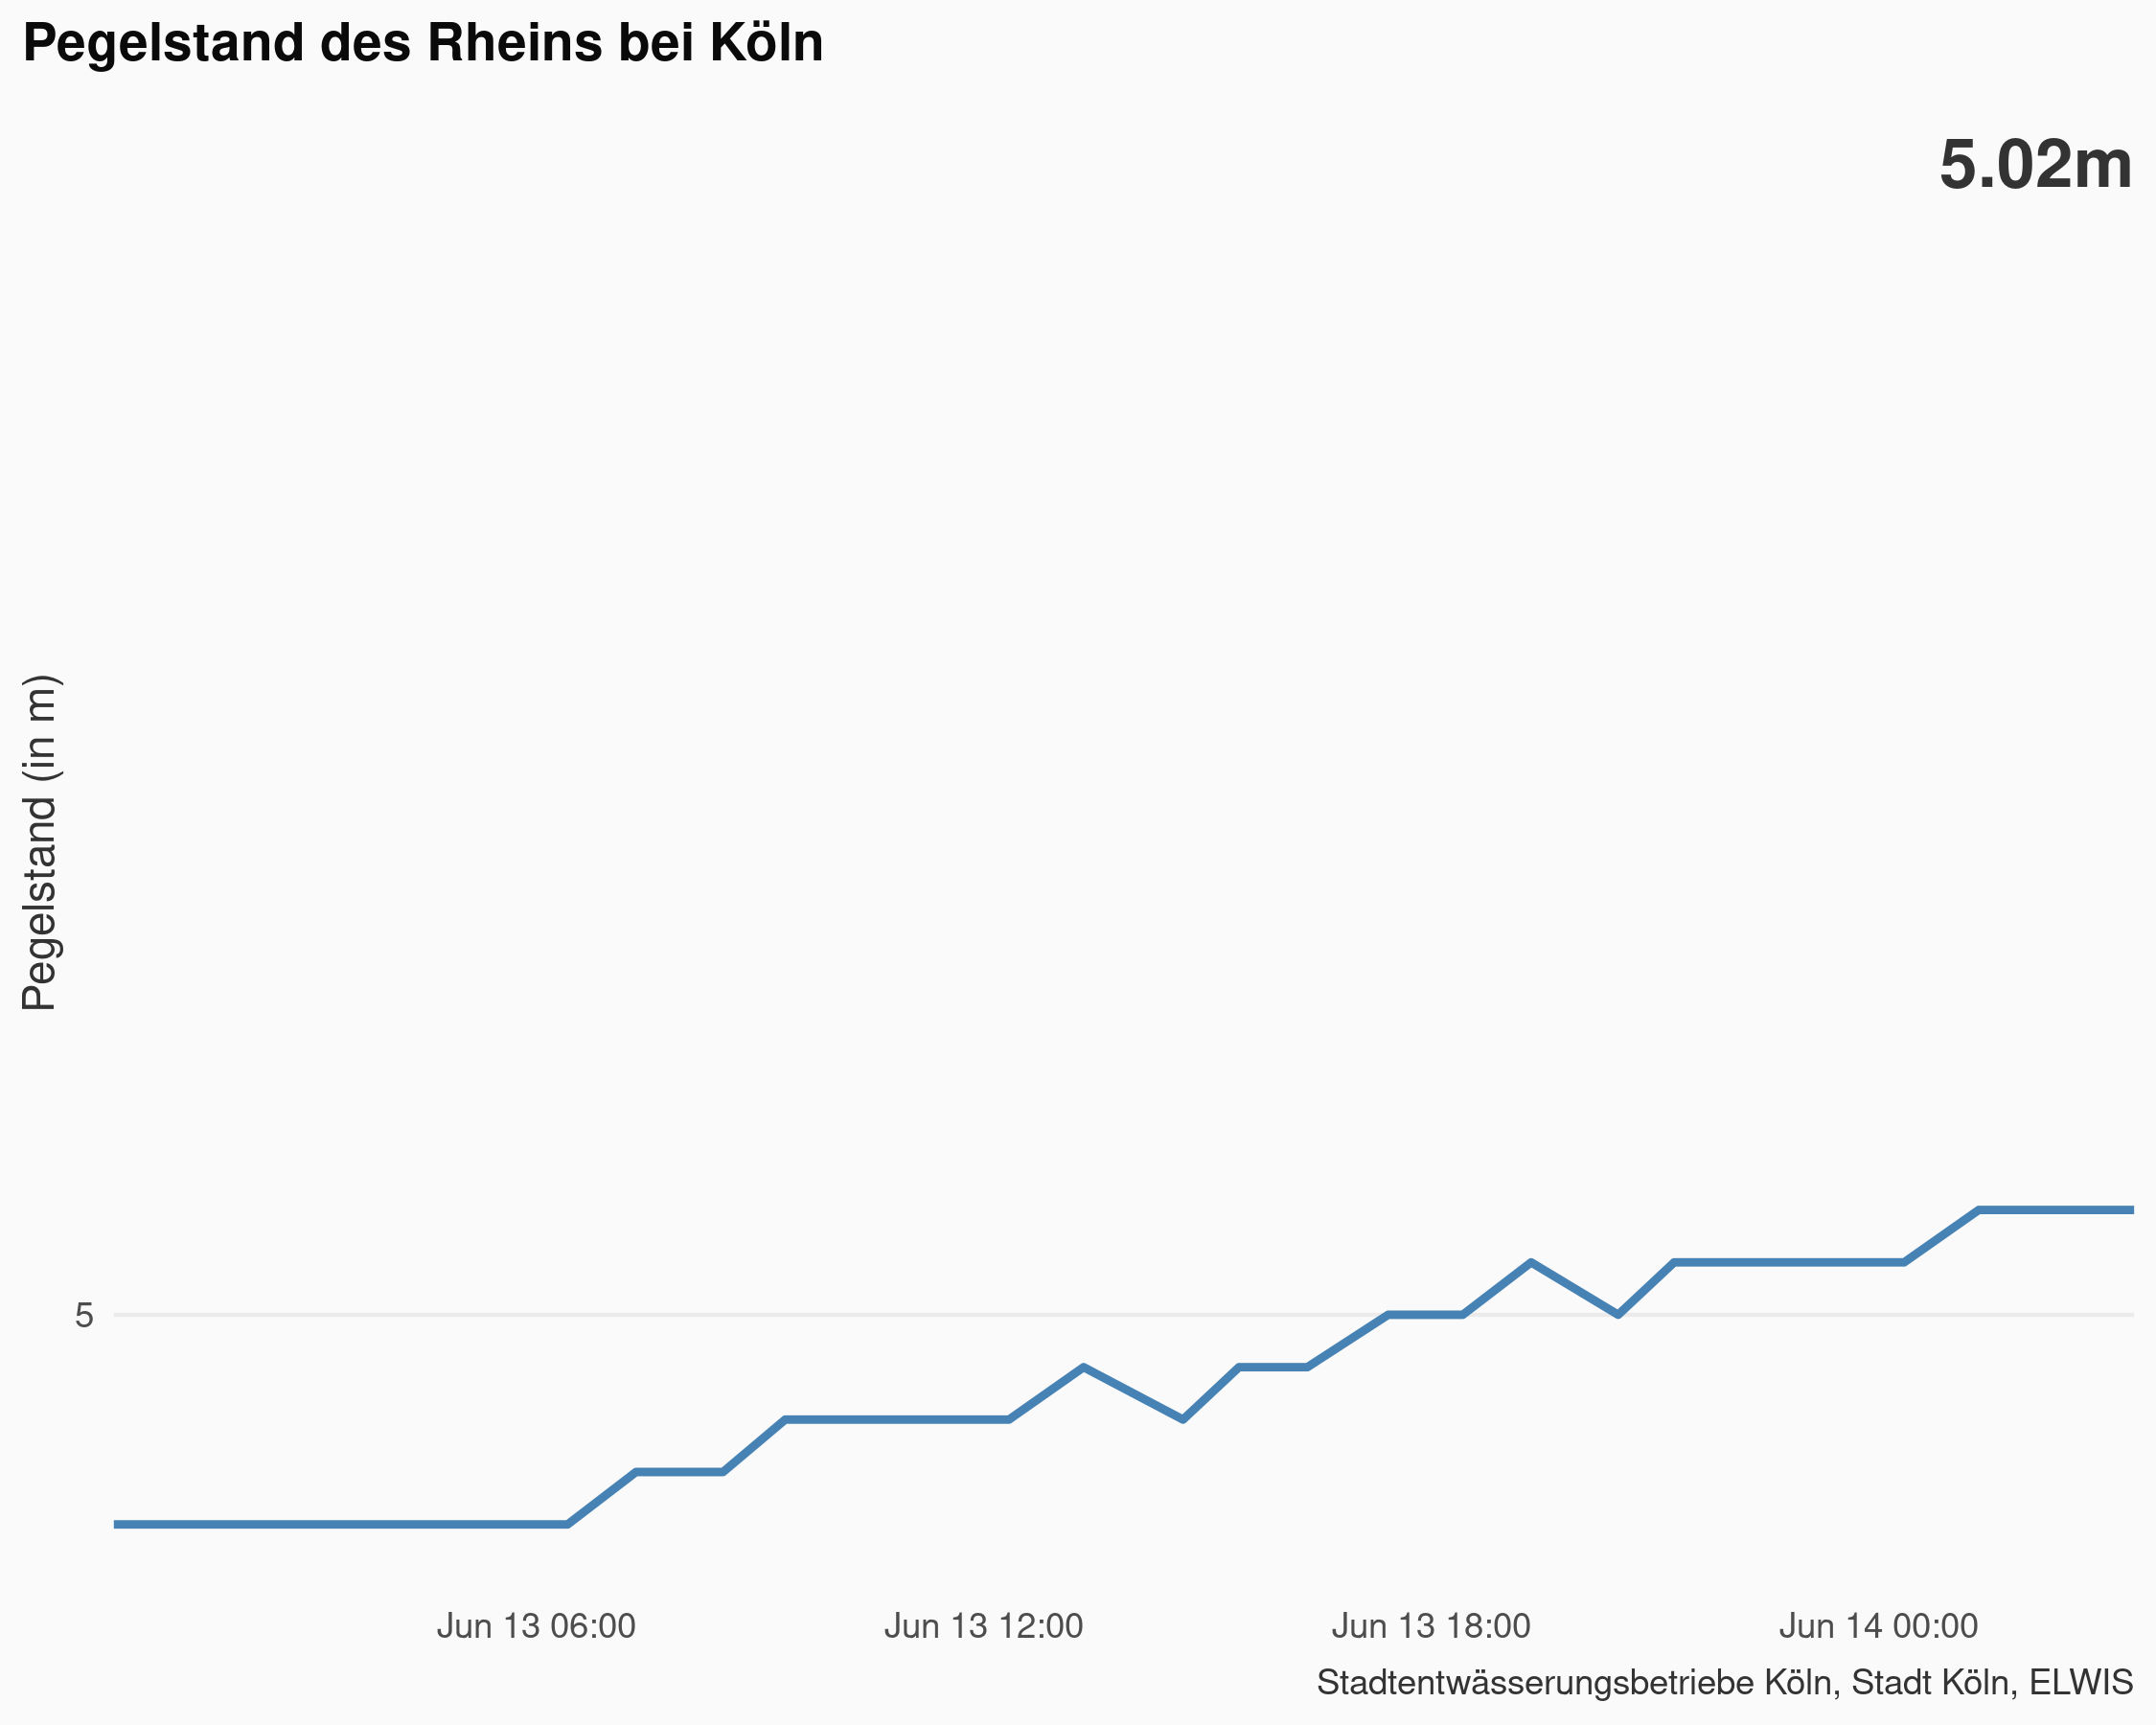 Pegelstand des Rheins bei Köln
5.02m
Pegelstand (in m)
5
Jun 13 06:00
Jun 13 12:00
Jun 13 18:00
Jun 14 00:00
Stadtentwässerungsbetriebe Köln, Stadt Köln, ELWIS